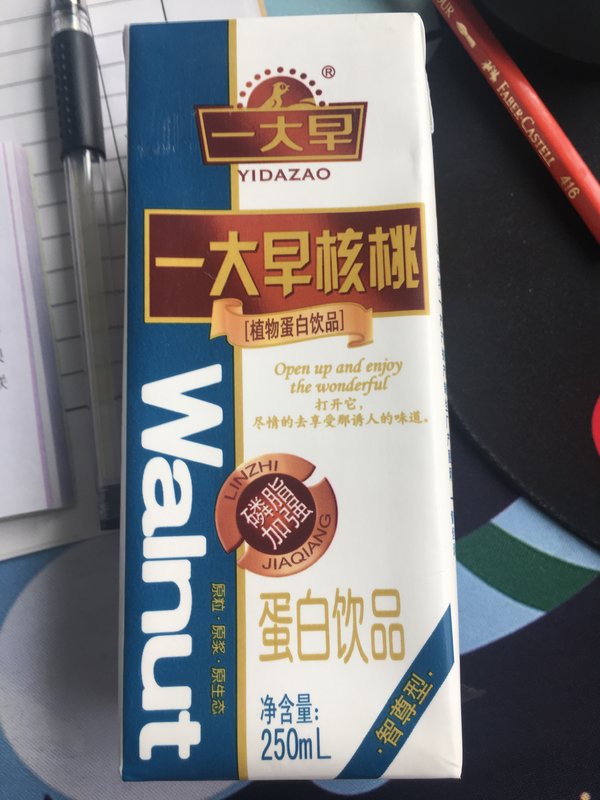 ®
一大早
YIDAZAO
一大早核桃
[植物蛋白饮品]
Open up and enjoy
the wonderful
打开它，
尽情的去享受那诱人的味道。
Walnut
LINZHI
磷脂
加强
JIAQIANG
原粒·原浆·原生态
蛋白饮品
净含量：
250mL
·智尊型·
FABER-CASTELL 416